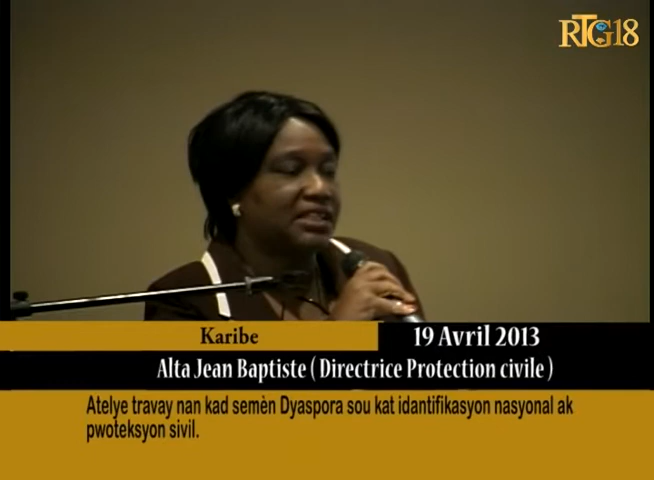 RTG18
Karibe
19 Avril 2013
Alta Jean Baptiste ( Directrice Protection civile )
Atelye travay nan kad semèn Dyaspora sou kat idantifikasyon nasyonal ak
pwoteksyon sivil.